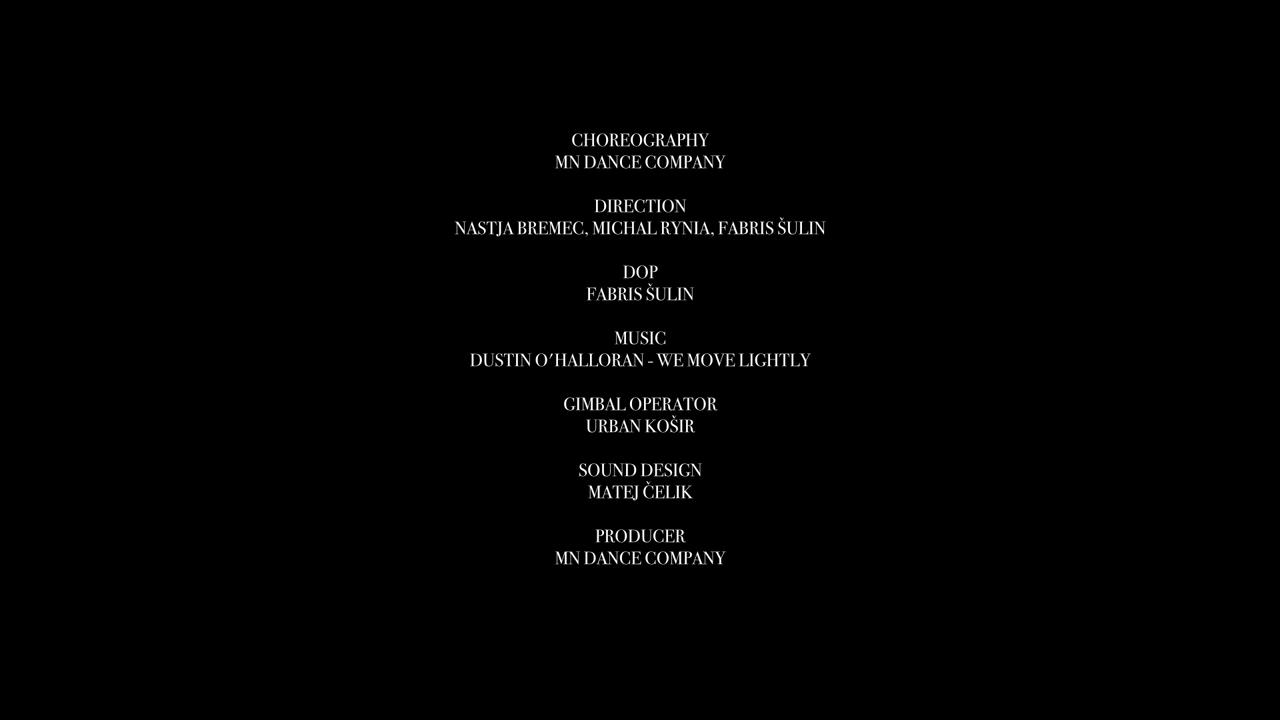 CHOREOGRAPHY
MN DANCE COMPANY
DIRECTION
NASTJA BREMEC, MICHAL RYNIA, FABRIS ŠULIN
DOP
FABRIS ŠULIN
MUSIC
DUSTIN O'HALLORAN - WE MOVE LIGHTLY
GIMBAL OPERATOR
URBAN KOŠIR
SOUND DESIGN
MATEJ ČELIK
PRODUCER
MN DANCE COMPANY